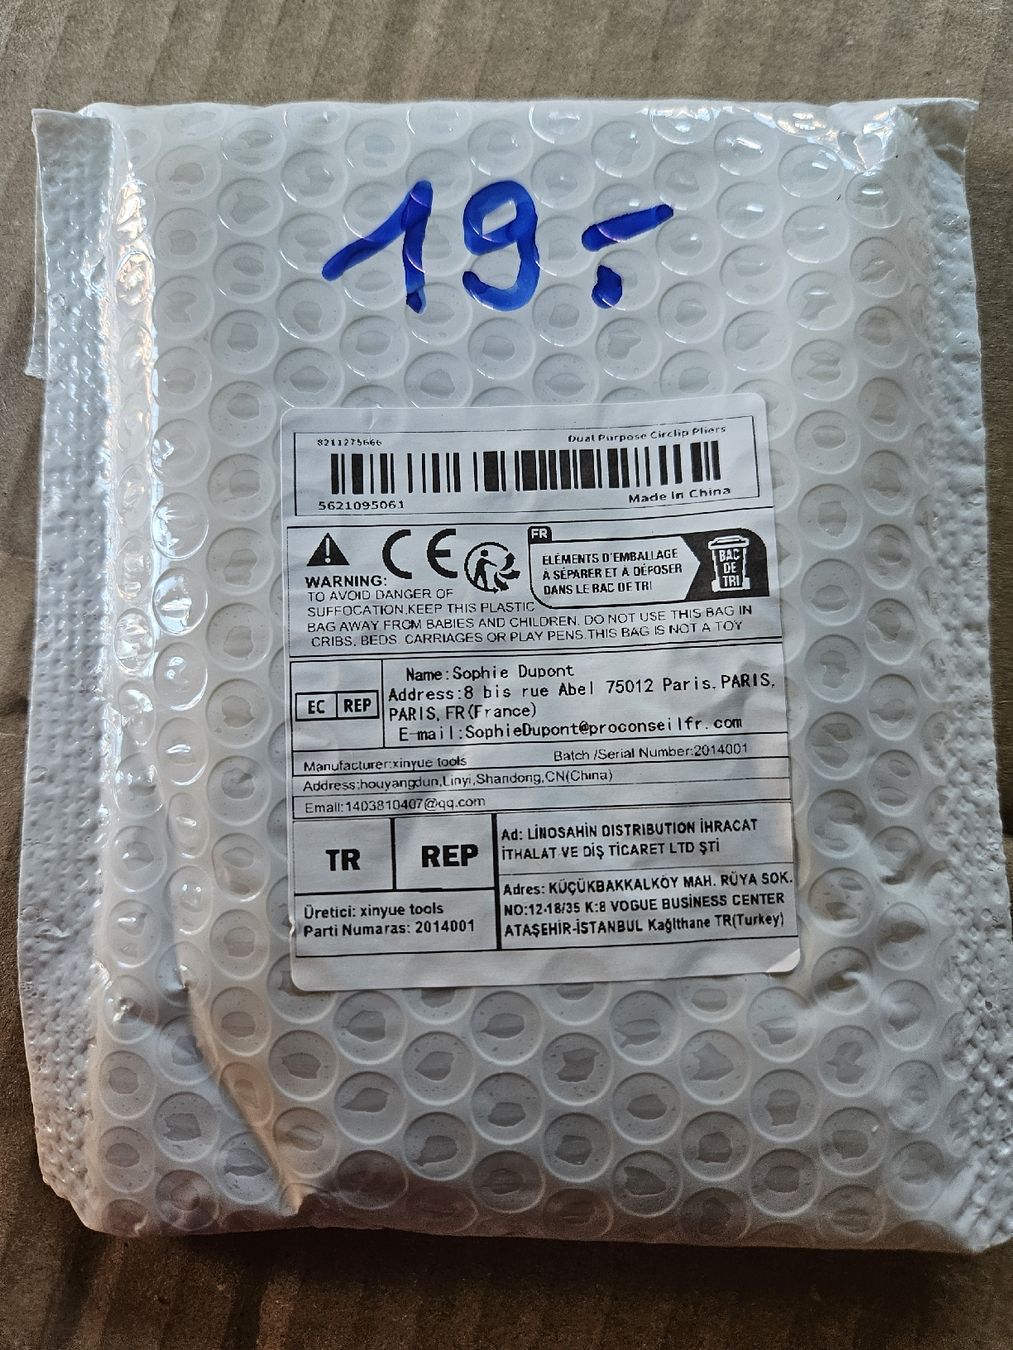 19.-
8211275666 Dual Purpose Circlip Pliers
5621095061 Made In China
FR
ELÉMENTS D'EMBALLAGE
A SÉPARER ET A DÉPOSER
DANS LE BAC DE TRI
BAC
DE
TRI
CE
WARNING:
TO AVOID DANGER OF
SUFFOCATION,KEEP THIS PLASTIC
BAG AWAY FROM BABIES AND CHILDREN. DO NOT USE THIS BAG IN
CRIBS, BEDS, CARRIAGES OR PLAY PENS.THIS BAG IS NOT A TOY
EC REP
Name:Sophie Dupont
Address:8 bis rue Abel 75012 Paris, PARIS,
PARIS, FR(France)
E-mail:SophieDupont@proconseilfr.com
Manufacturer:xinyue tools Batch /Serial Number:2014001
Address:houyangdun,Linyi,Shandong,CN(China)
Email:1403810407@qq.com
TR REP
Ad: LİNOSAHİN DISTRIBUTION İHRACAT
İTHALAT VE DİŞ TİCARET LTD ŞTİ
Adres: KÜÇÜKBAKKALKÖY MAH. RÜYA SOK.
NO:12-18/35 K:8 VOGUE BUSINESS CENTER
ATAŞEHİR-İSTANBUL Kağlthane TR(Turkey)
Üretici: xinyue tools
Parti Numaras: 2014001